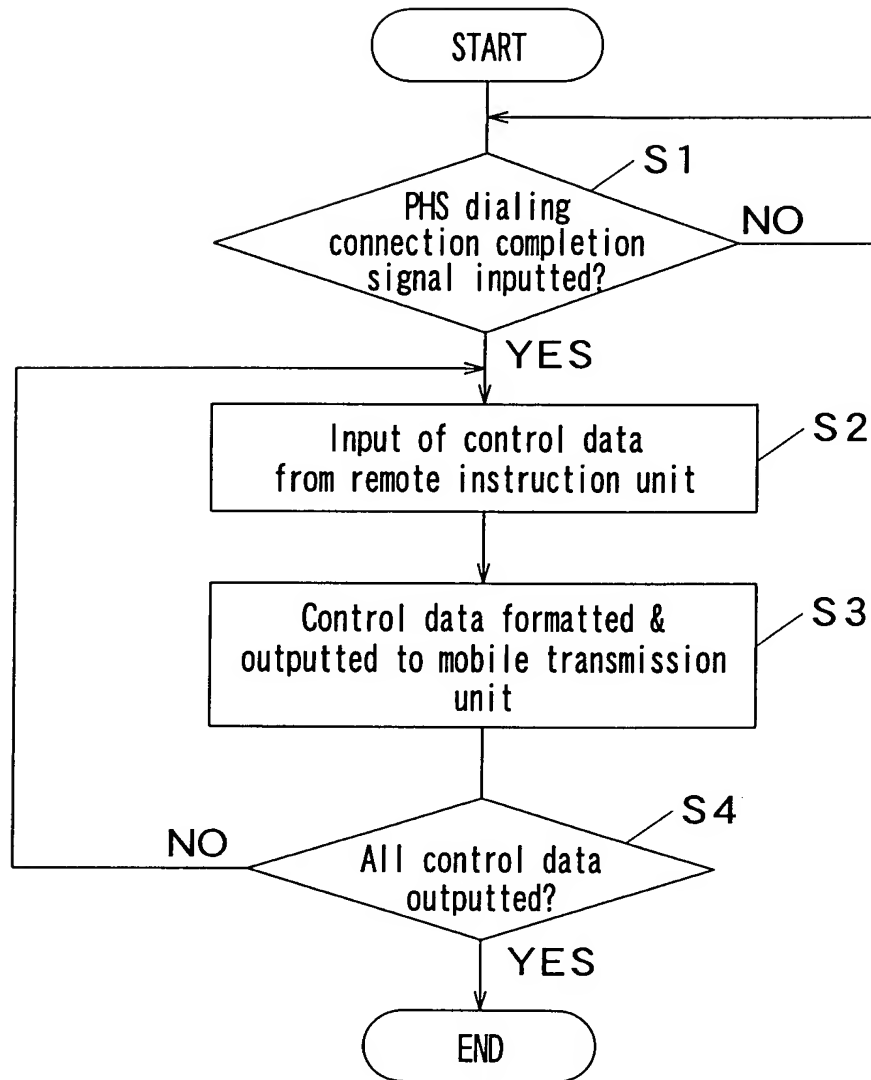 START
S1
PHS dialing
connection completion
signal inputted?
NO
YES
Input of control data
from remote instruction unit
S2
Control data formatted &
outputted to mobile transmission
unit
S3
S4
NO
All control data
outputted?
YES
END